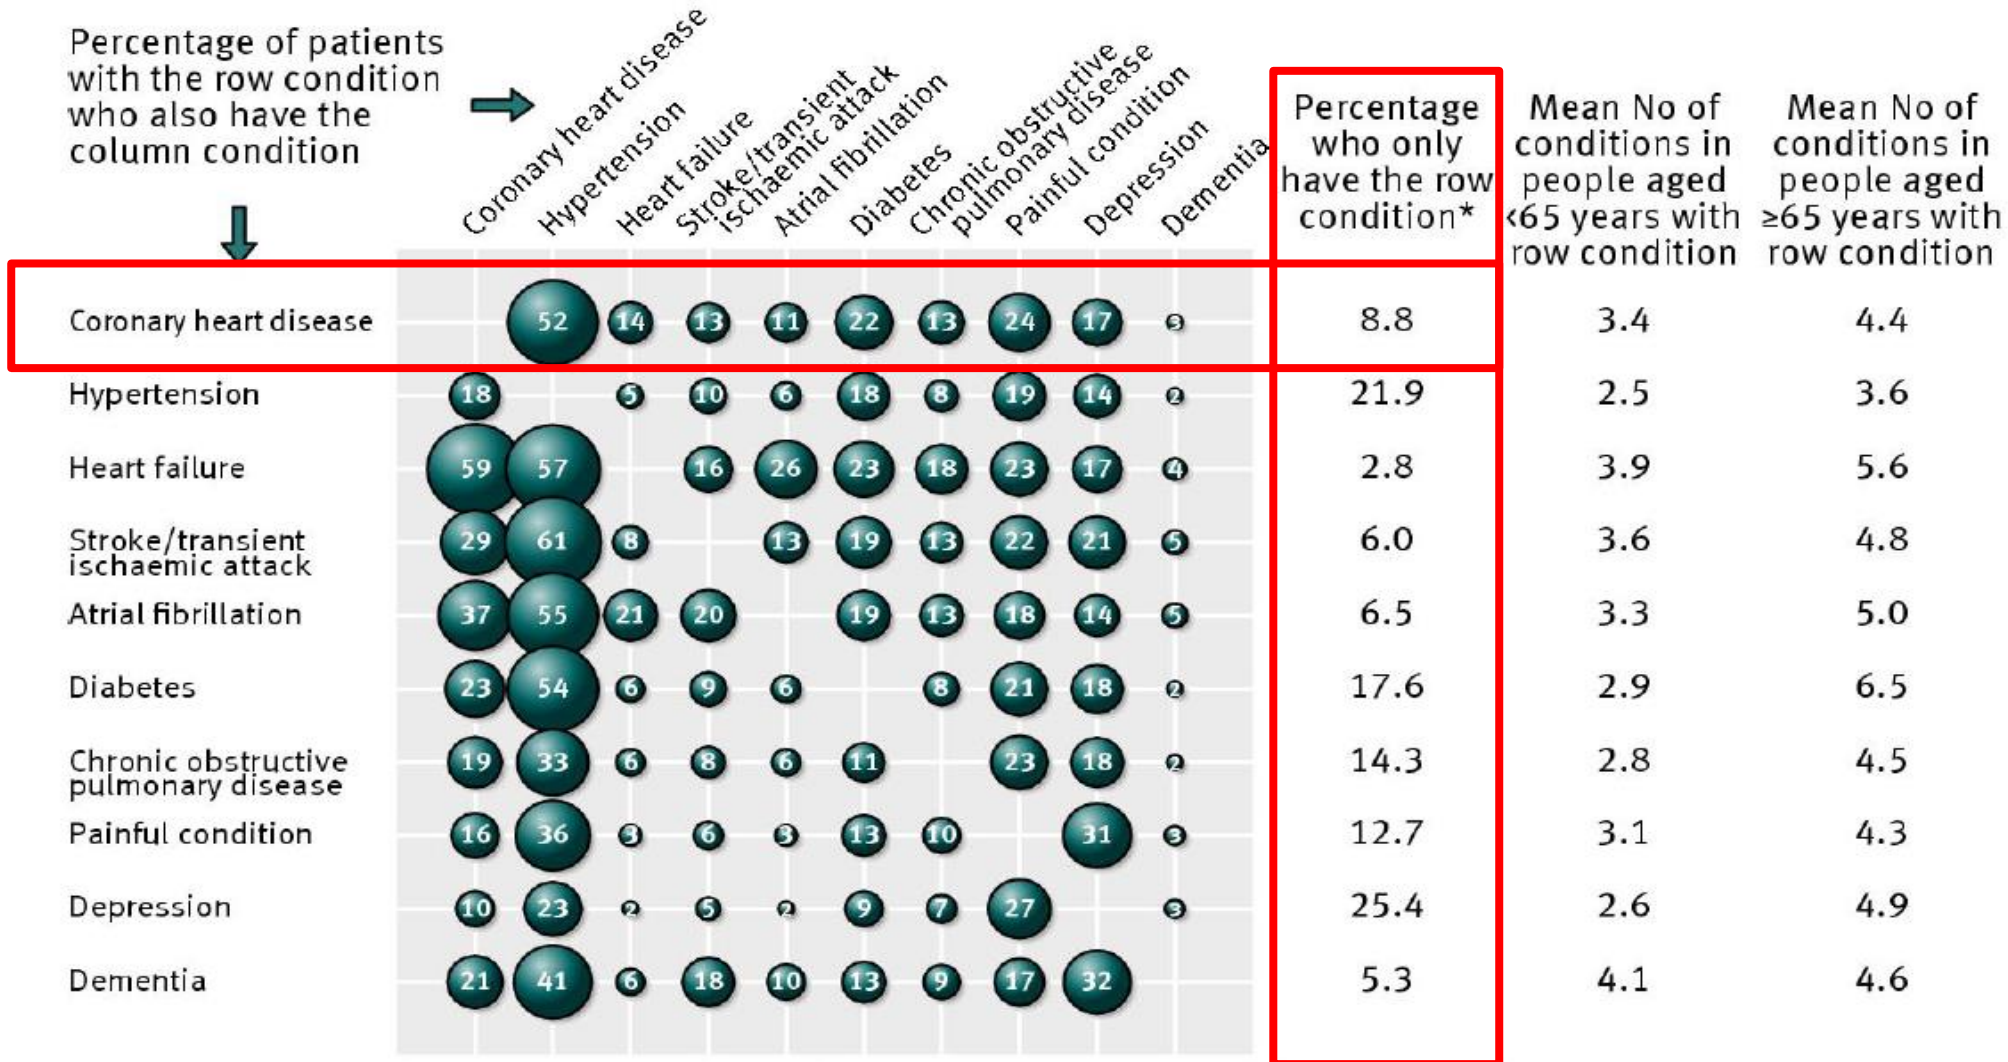 Percentage of patients
with the row condition
who also have the
column condition
Coronary heart disease
Hypertension
Heart failure
Stroke/transient
ischaemic attack
Atrial fibrillation
Diabetes
Chronic obstructive
pulmonary disease
Painful condition
Depression
Dementia
Percentage
who only
have the row
condition*
Mean No of
conditions in
people aged
<65 years with
row condition
Mean No of
conditions in
people aged
≥65 years with
row condition
Coronary heart disease 52 14 13 11 22 13 24 17 3 8.8 3.4 4.4
Hypertension 18 5 10 6 18 8 19 14 2 21.9 2.5 3.6
Heart failure 59 57 16 26 23 18 23 17 4 2.8 3.9 5.6
Stroke/transient
ischaemic attack 29 61 8 13 19 13 22 21 5 6.0 3.6 4.8
Atrial fibrillation 37 55 21 20 19 13 18 14 5 6.5 3.3 5.0
Diabetes 23 54 6 9 6 8 21 18 2 17.6 2.9 6.5
Chronic obstructive
pulmonary disease 19 33 6 8 6 11 23 18 2 14.3 2.8 4.5
Painful condition 16 36 3 6 3 13 10 31 3 12.7 3.1 4.3
Depression 10 23 2 5 2 9 7 27 3 25.4 2.6 4.9
Dementia 21 41 6 18 10 13 9 17 32 5.3 4.1 4.6